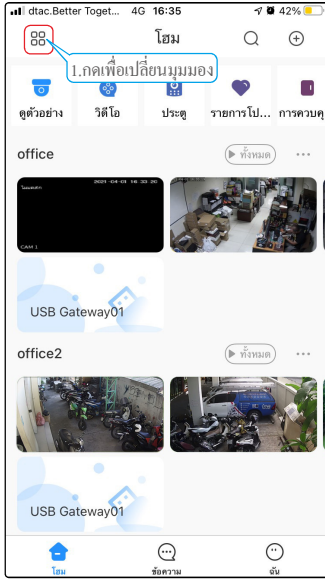 dtac.Better Toget... 4G 16:35 42%
โฮม
1.กดเพื่อเปลี่ยนมุมมอง
ดูตัวอย่าง วิดีโอ ประตู รายการโป... การควบคุ
office ทั้งหมด
2021-04-01 16:33:20
CAM 1
USB Gateway01
office2 ทั้งหมด
USB Gateway01
โฮม ข้อความ ฉัน